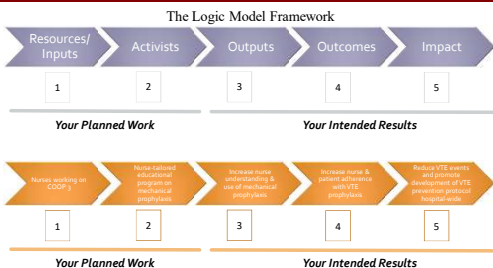 The Logic Model Framework
Resources/
Inputs
Activists
Outputs
Outcomes
Impact
1
2
3
4
5
Your Planned Work
Your Intended Results
Nurses working on
COOP 3
Nurse-tailored
educational
program on
mechanical
prophylaxis
Increase nurse
understanding &
use of mechanical
prophylaxis
Increase nurse &
patient adherence
with VTE
prophylaxis
Reduce VTE events
and promote
development of VTE
prevention protocol
hospital-wide
1
2
3
4
5
Your Planned Work
Your Intended Results